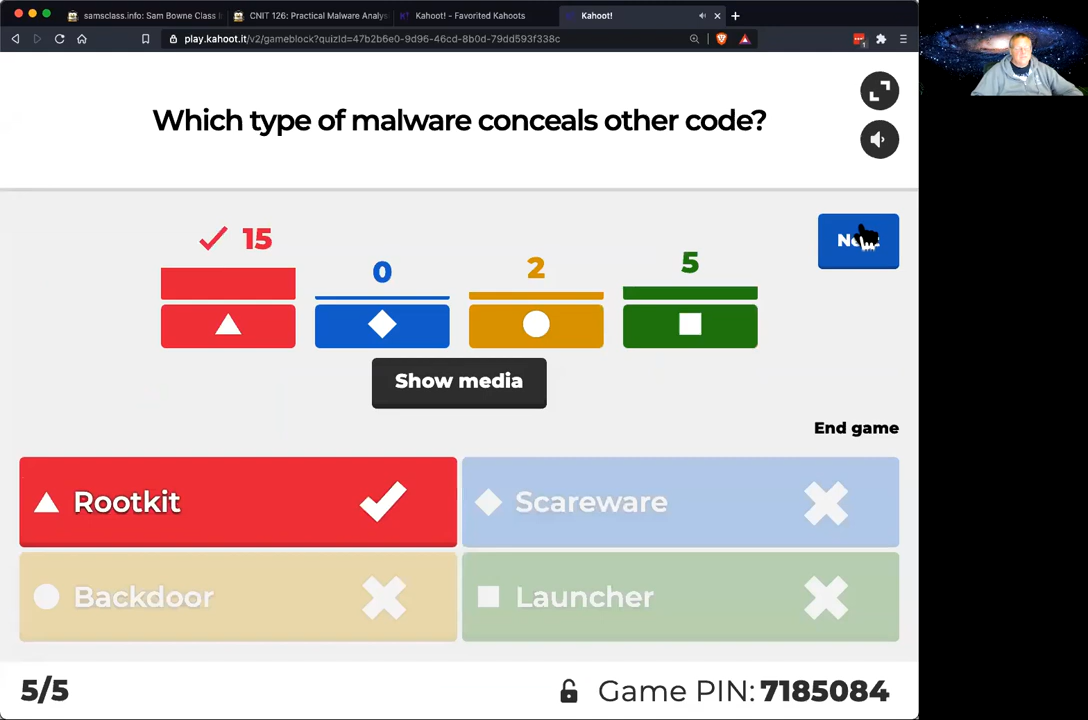 samsclass.info: Sam Bowne Class I
CNIT 126: Practical Malware Analys
Kahoot! - Favorited Kahoots
Kahoot!
play.kahoot.it/v2/gameblock?quizId=47b2b6e0-9d96-46cd-8b0d-79dd593f338c
1
Which type of malware conceals other code?
15
0
2
5
Show media
End game
Rootkit
Scareware
Backdoor
Launcher
5/5
Game PIN: 7185084